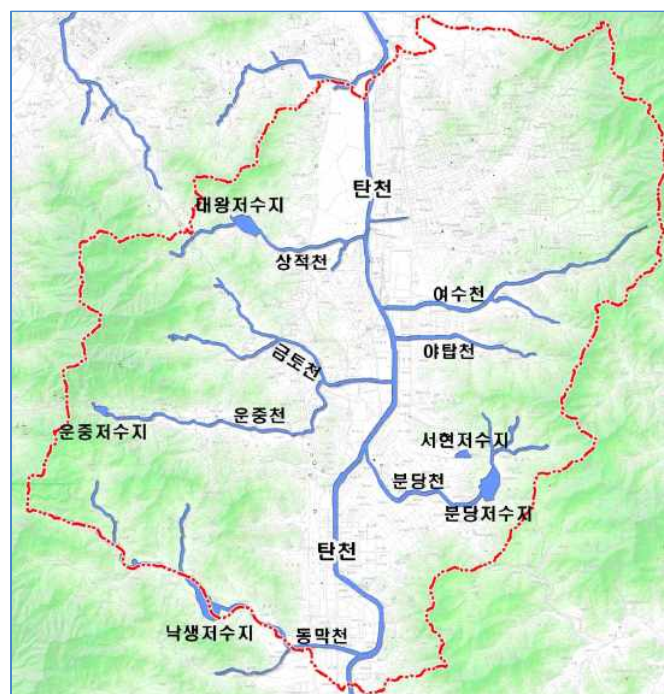 탄천
대왕저수지
상적천
여수천
야탑천
금토천
운중천
운중저수지
서현저수지
분당천
분당저수지
탄천
낙생저수지
동막천